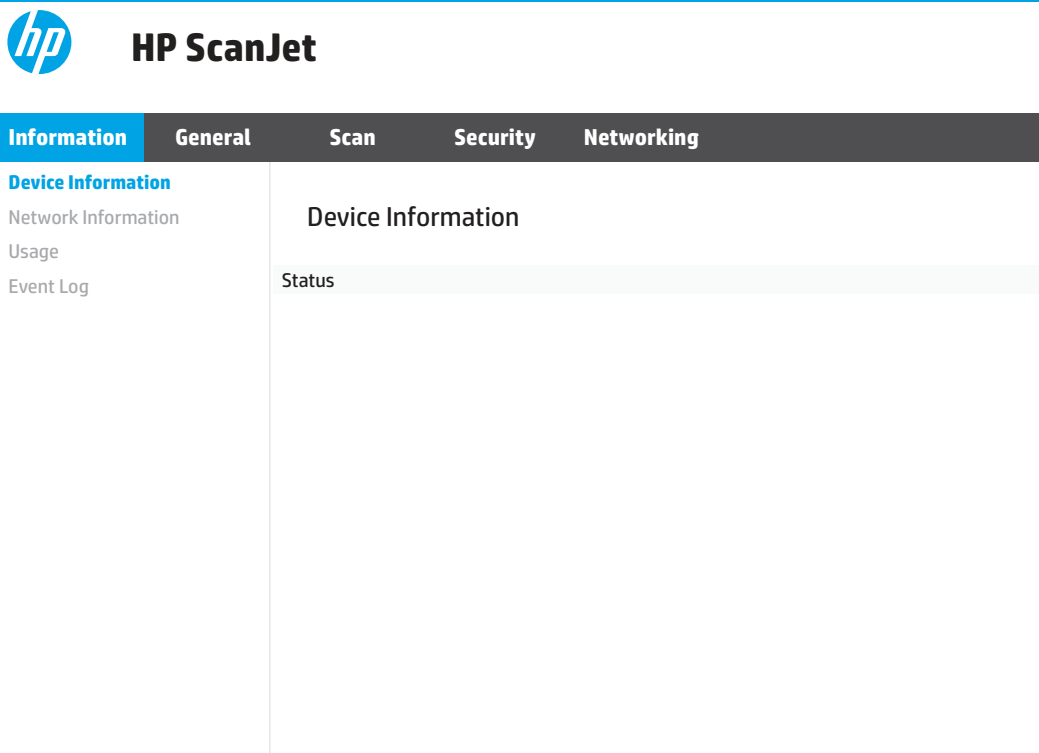 hp
HP ScanJet
Information General Scan Security Networking
Device Information
Network Information
Usage
Event Log
Device Information
Status